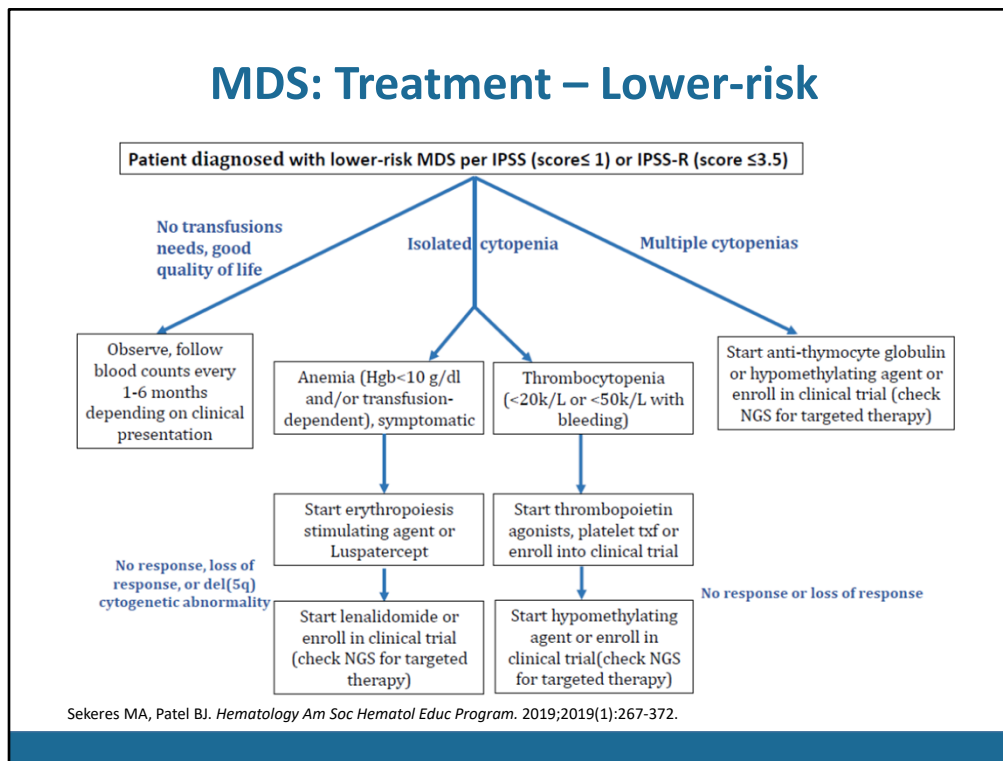 MDS: Treatment – Lower-risk
Patient diagnosed with lower-risk MDS per IPSS (score≤ 1) or IPSS-R (score ≤3.5)
No transfusions
needs, good
quality of life
Isolated cytopenia
Multiple cytopenias
Observe, follow
blood counts every
1-6 months
depending on clinical
presentation
Anemia (Hgb<10 g/dl
and/or transfusion-
dependent), symptomatic
Thrombocytopenia
(<20k/L or <50k/L with
bleeding)
Start anti-thymocyte globulin
or hypomethylating agent or
enroll in clinical trial (check
NGS for targeted therapy)
Start erythropoiesis
stimulating agent or
Luspatercept
Start thrombopoietin
agonists, platelet txf or
enroll into clinical trial
No response, loss of
response, or del(5q)
cytogenetic abnormality
No response or loss of response
Start lenalidomide or
enroll in clinical trial
(check NGS for targeted
therapy)
Start hypomethylating
agent or enroll in
clinical trial(check NGS
for targeted therapy)
Sekeres MA, Patel BJ. Hematology Am Soc Hematol Educ Program. 2019;2019(1):267-372.